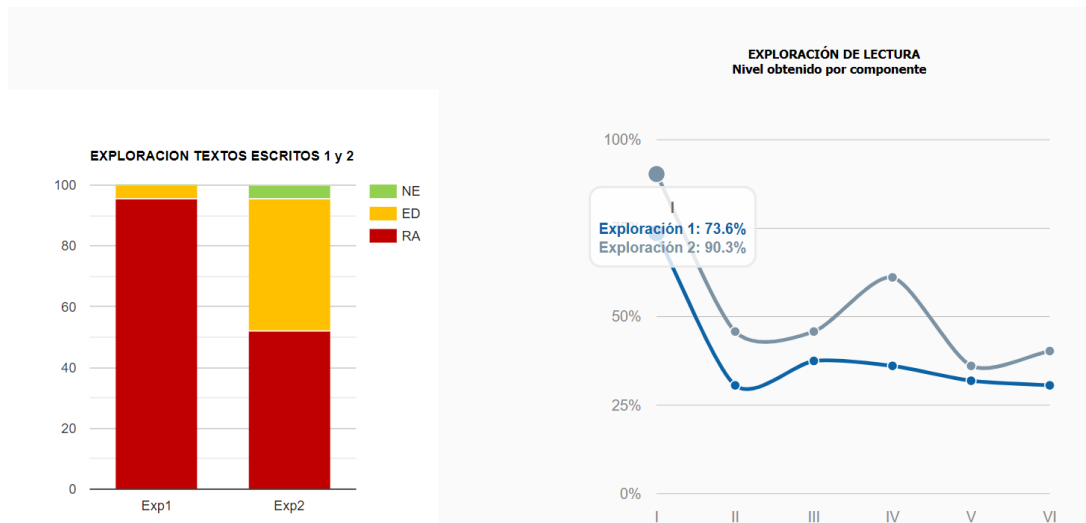 EXPLORACION TEXTOS ESCRITOS 1 y 2
100
80
60
40
20
0
Exp1
Exp2
NE
ED
RA
EXPLORACIÓN DE LECTURA
Nivel obtenido por componente
100%
50%
25%
0%
I
Exploración 1: 73.6%
Exploración 2: 90.3%
I
II
III
IV
V
VI